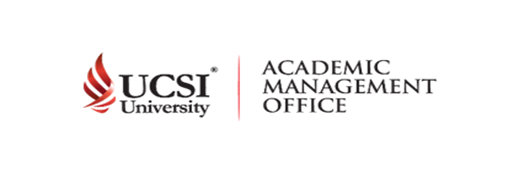 UCSI®
University
ACADEMIC
MANAGEMENT
OFFICE